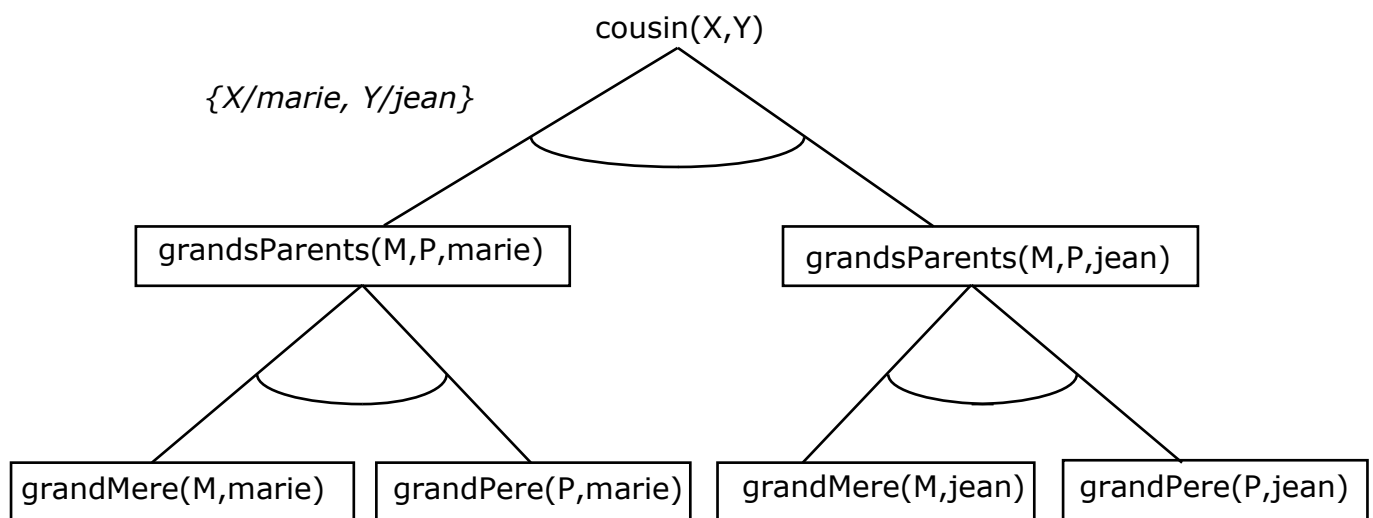 cousin(X,Y)
{X/marie, Y/jean}
grandsParents(M,P,marie)
grandsParents(M,P,jean)
grandMere(M,marie)
grandPere(P,marie)
grandMere(M,jean)
grandPere(P,jean)